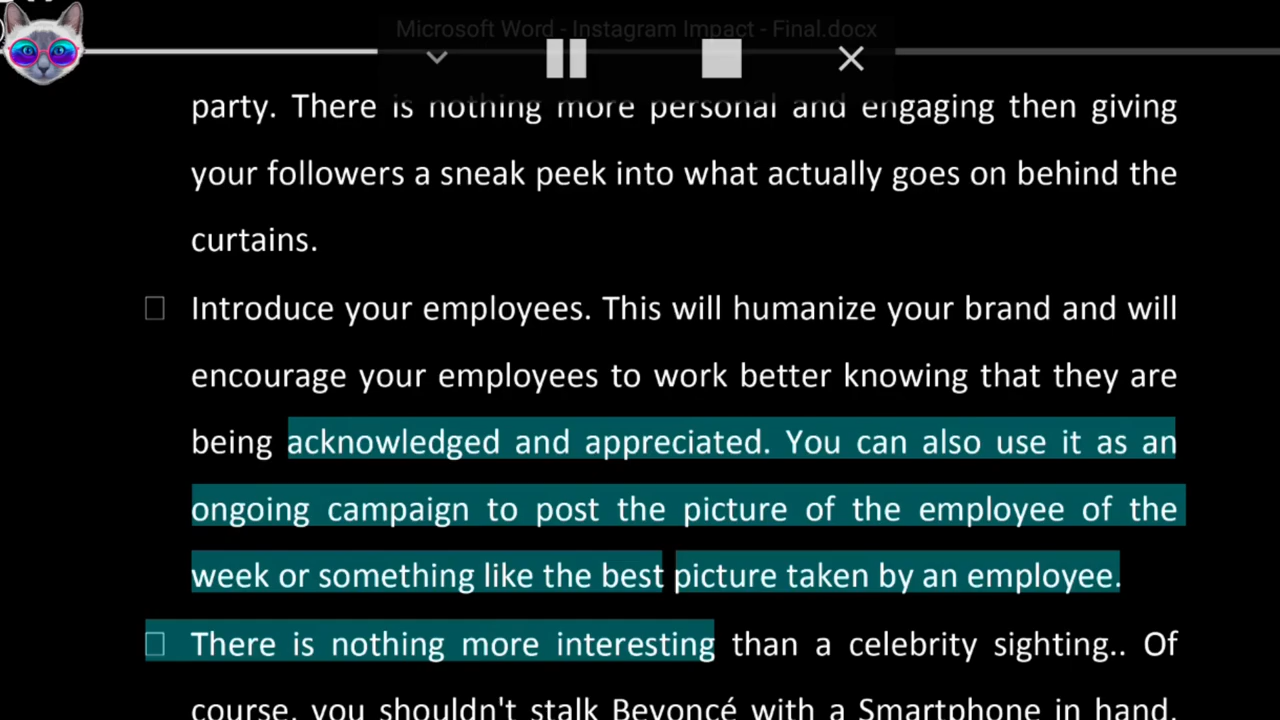 Microsoft Word - Instagram Impact - Final.docx
party. There is nothing more personal and engaging then giving
your followers a sneak peek into what actually goes on behind the
curtains.
Introduce your employees. This will humanize your brand and will
encourage your employees to work better knowing that they are
being acknowledged and appreciated. You can also use it as an
ongoing campaign to post the picture of the employee of the
week or something like the best picture taken by an employee.
There is nothing more interesting than a celebrity sighting.. Of
course, you shouldn't stalk Beyoncé with a Smartphone in hand,